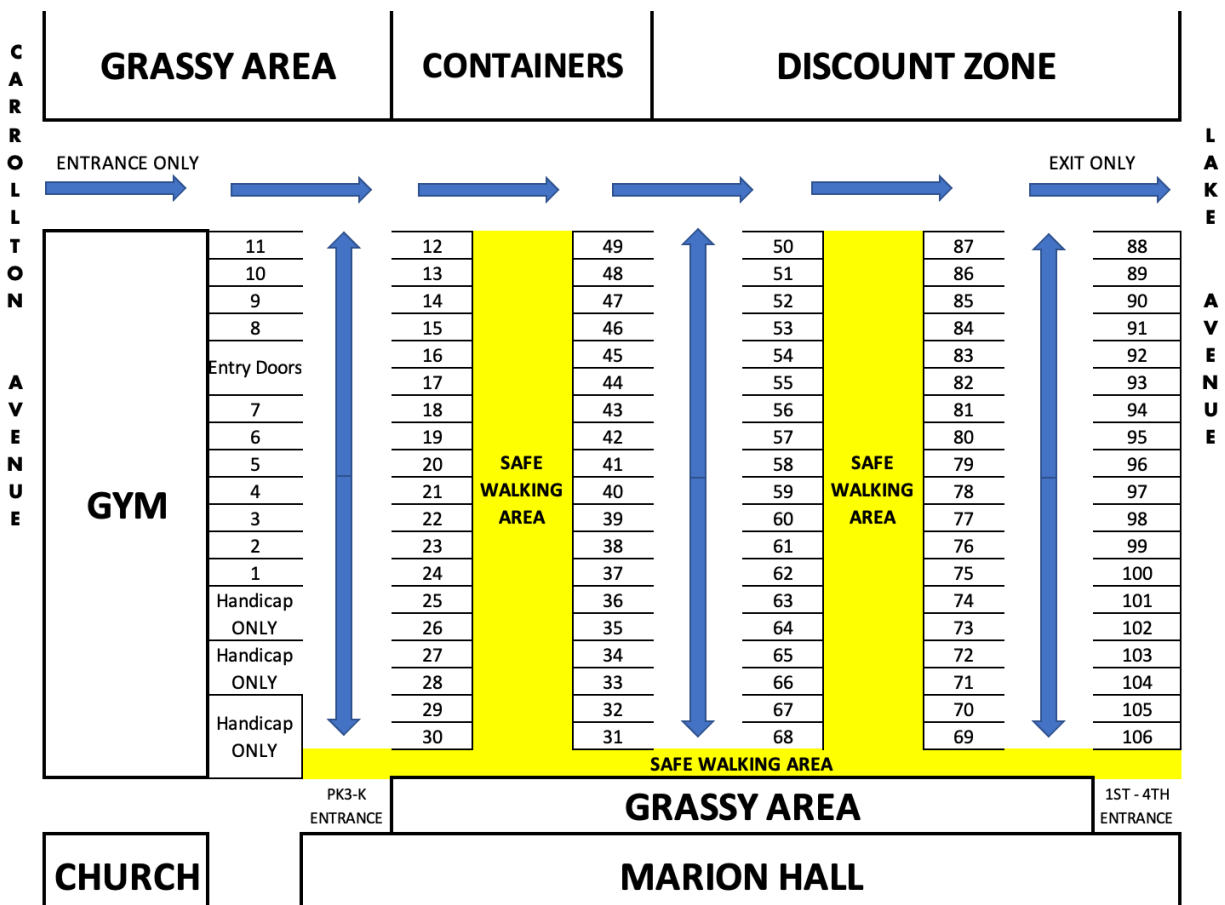 GRASSY AREA CONTAINERS DISCOUNT ZONE
CARROLLTON AVENUE
LAKE AVENUE
ENTRANCE ONLY EXIT ONLY
11 12 49 50 87 88
10 13 48 51 86 89
9 14 47 52 85 90
8 15 46 53 84 91
Entry Doors
16 45 54 83 92
17 44 55 82 93
7 18 43 56 81 94
6 19 42 57 80 95
5 20 SAFE 41 58 SAFE 79 96
4 21 WALKING 40 59 WALKING 78 97
GYM
3 22 AREA 39 60 AREA 77 98
2 23 38 61 76 99
1 24 37 62 75 100
Handicap 25 36 63 74 101
ONLY 26 35 64 73 102
Handicap 27 34 65 72 103
ONLY 28 33 66 71 104
Handicap 29 32 67 70 105
ONLY 30 31 68 69 106
SAFE WALKING AREA
PK3-K
ENTRANCE
GRASSY AREA
1ST - 4TH
ENTRANCE
CHURCH MARION HALL